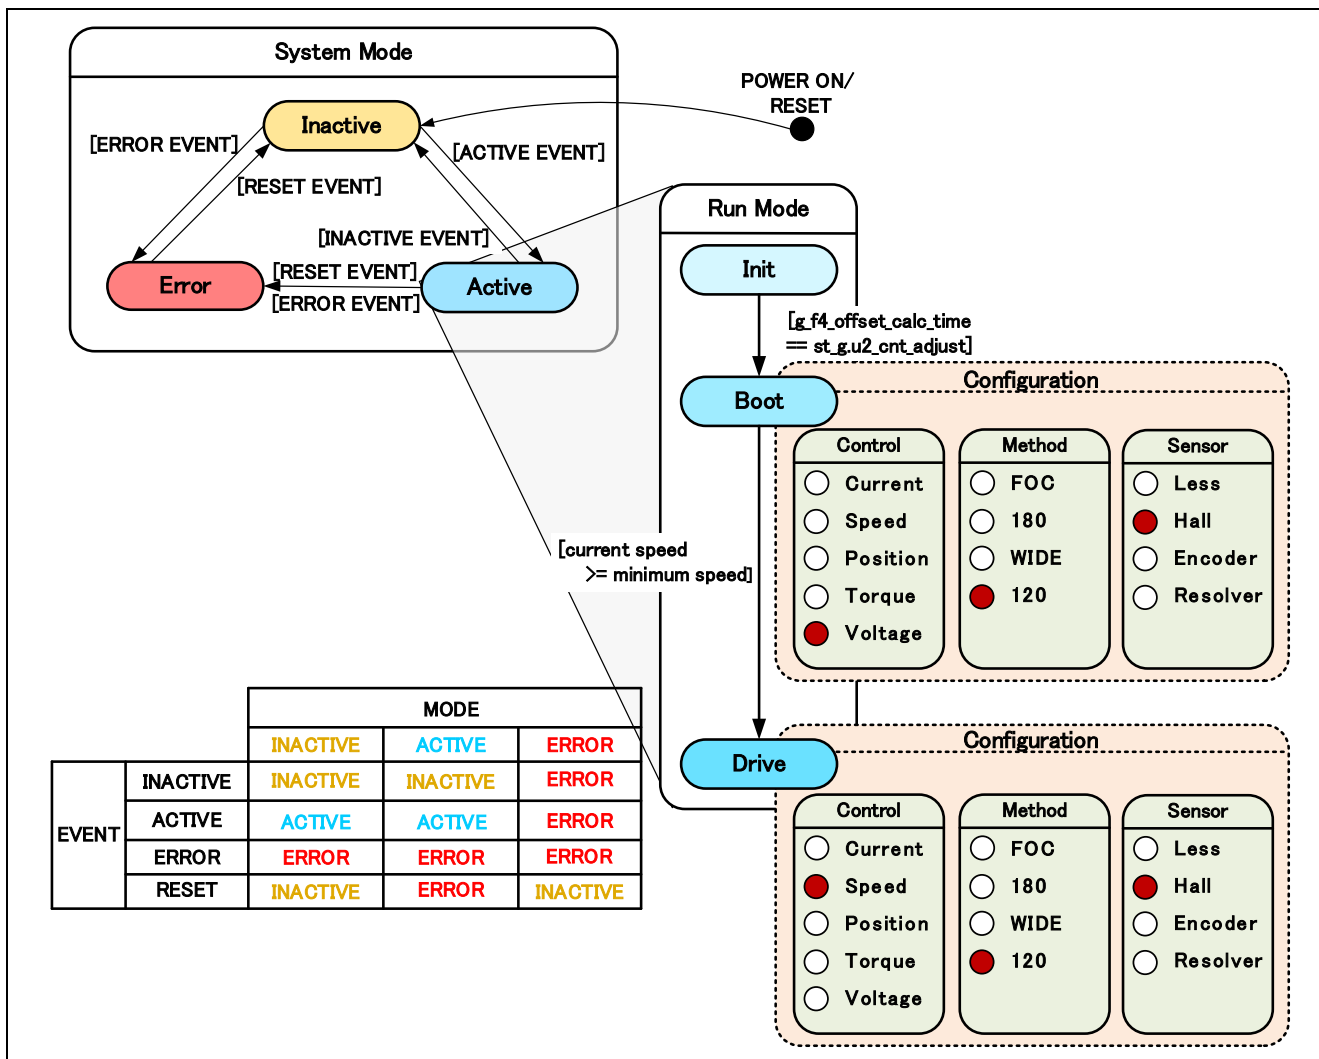 System Mode
POWER ON/
RESET
Inactive
[ERROR EVENT]
[ACTIVE EVENT]
[RESET EVENT]
[INACTIVE EVENT]
[RESET EVENT]
[ERROR EVENT]
Error
Active
Run Mode
Init
[g_f4_offset_calc_time
== st_g.u2_cnt_adjust]
Boot
[current speed
>= minimum speed]
Drive
Configuration
Control
Current
Speed
Position
Torque
Voltage
Method
FOC
180
WIDE
120
Sensor
Less
Hall
Encoder
Resolver
Configuration
Control
Current
Speed
Position
Torque
Voltage
Method
FOC
180
WIDE
120
Sensor
Less
Hall
Encoder
Resolver
MODE
INACTIVE ACTIVE ERROR
EVENT
INACTIVE INACTIVE INACTIVE ERROR
ACTIVE ACTIVE ACTIVE ERROR
ERROR ERROR ERROR ERROR
RESET INACTIVE ERROR INACTIVE